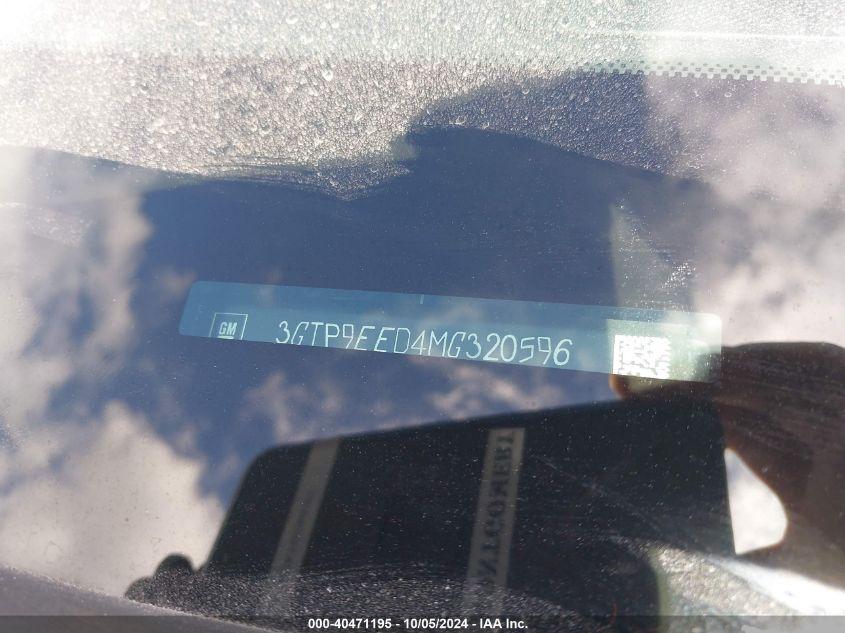 GM
3GTP9EED4MG320596
000-40471195 - 10/05/2024 - IAA Inc.